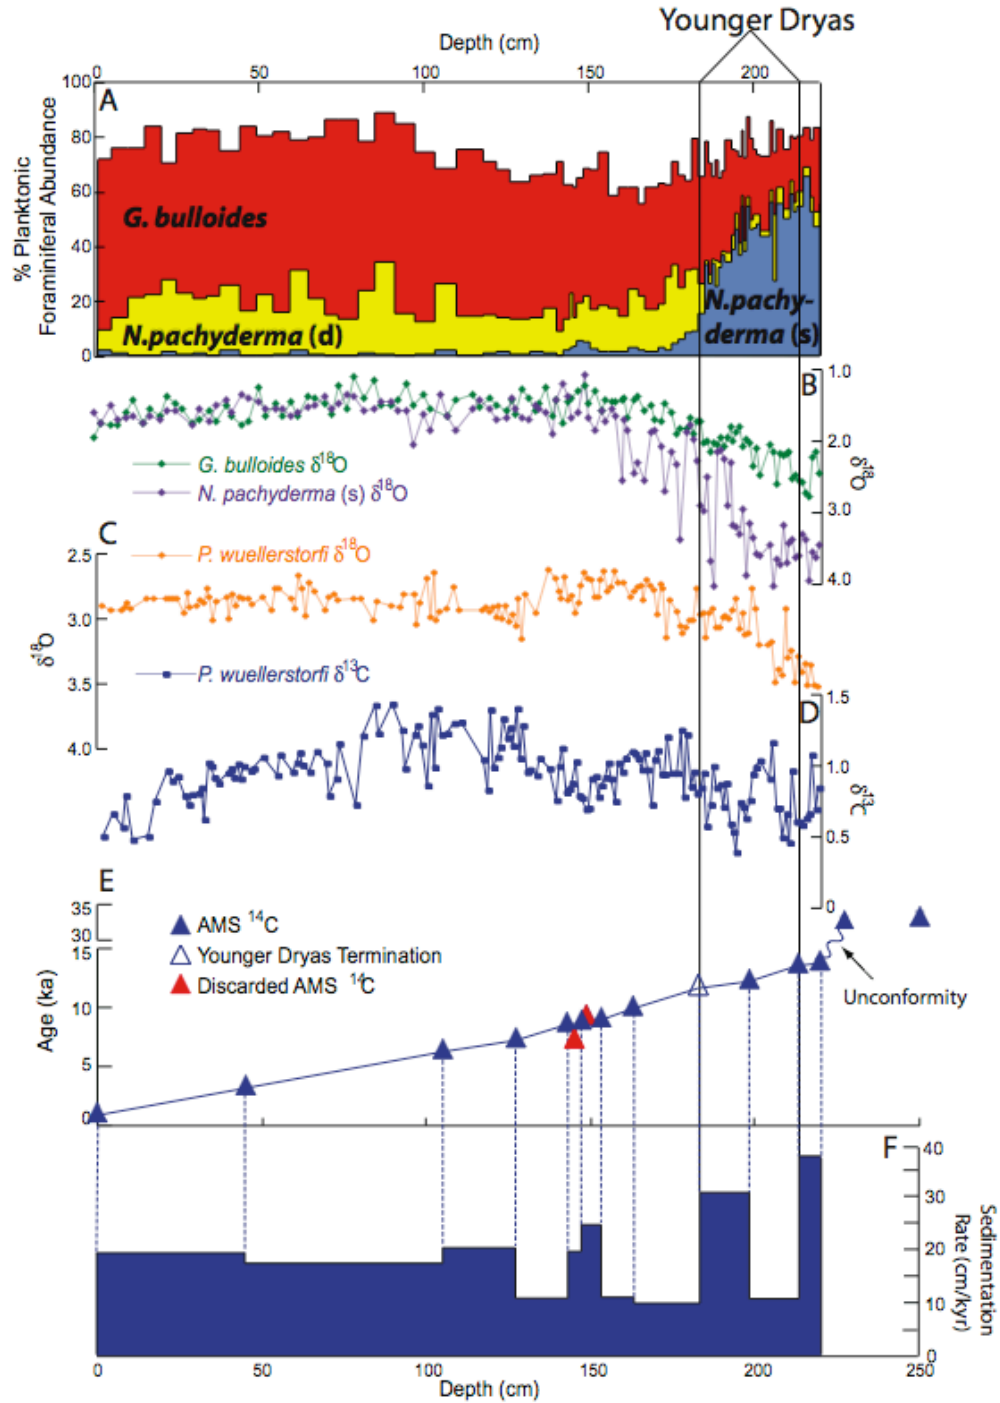 Younger Dryas
Depth (cm)
0 50 100 150 200
A
% Planktonic
Foraminiferal Abundance
100
80
60
40
20
0
G. bulloides
N.pachyderma (d)
N.pachy-
derma (s)
B
1.0
2.0
3.0
4.0
δ18O
G. bulloides δ18O
N. pachyderma (s) δ18O
C
2.5
3.0
3.5
4.0
δ18O
P. wuellerstorfi δ18O
P. wuellerstorfi δ13C
D
1.5
1.0
0.5
0
δ13C
E
35
30
15
10
5
0
Age (ka)
AMS 14C
Younger Dryas Termination
Discarded AMS 14C
Unconformity
F
40
30
20
10
0
Sedimentation
Rate (cm/kyr)
0 50 100 150 200 250
Depth (cm)